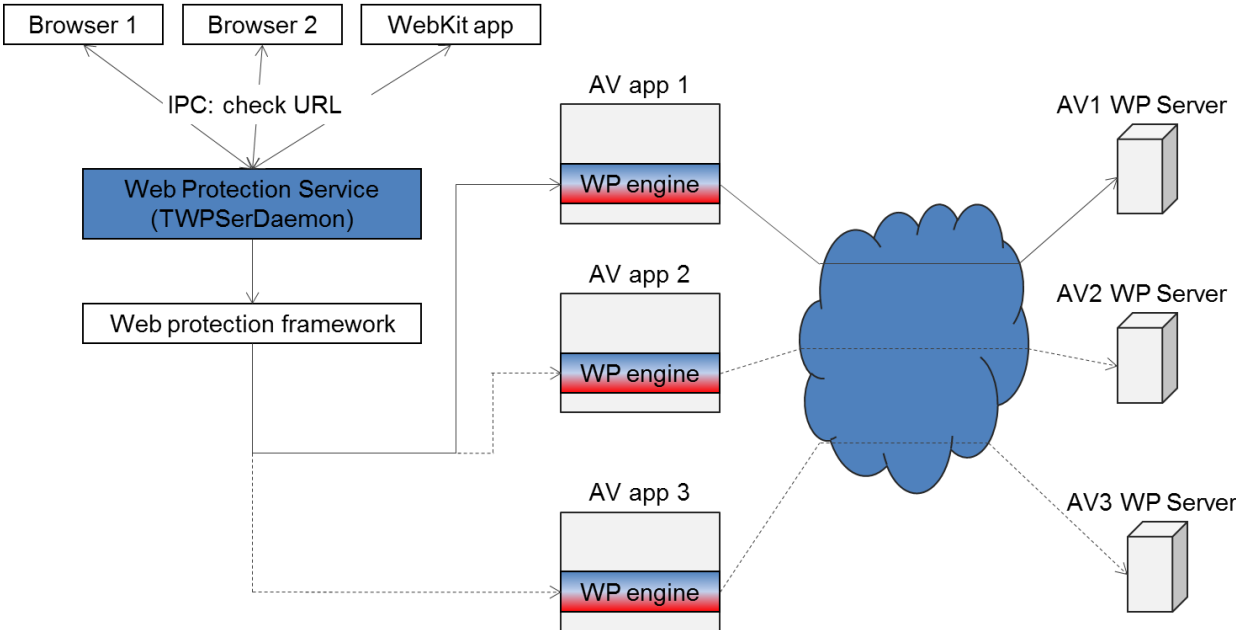 Browser 1
Browser 2
WebKit app
IPC: check URL
Web Protection Service
(TWPSerDaemon)
Web protection framework
AV app 1
WP engine
AV app 2
WP engine
AV app 3
WP engine
AV1 WP Server
AV2 WP Server
AV3 WP Server